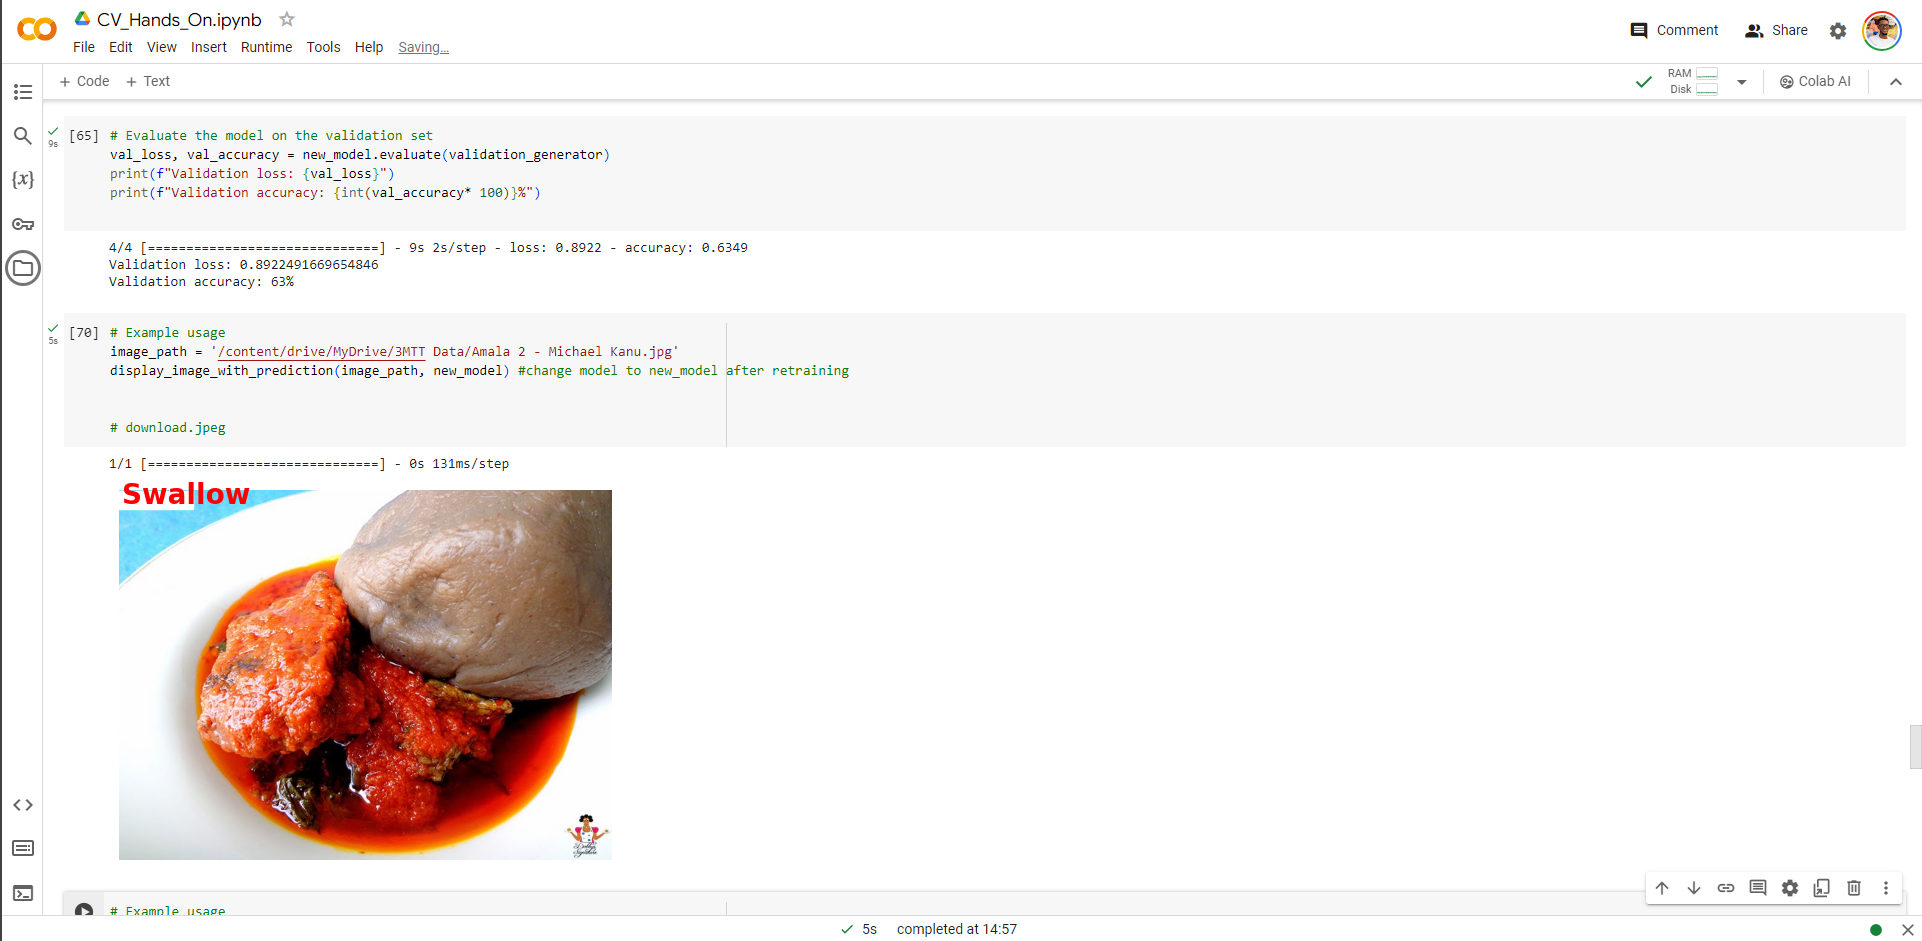 CV_Hands_On.ipynb
File Edit View Insert Runtime Tools Help Saving...
Comment Share
+ Code + Text
RAM
Disk
Colab AI
9s
[65] # Evaluate the model on the validation set
val_loss, val_accuracy = new_model.evaluate(validation_generator)
print(f"Validation loss: {val_loss}")
print(f"Validation accuracy: {int(val_accuracy* 100)}%")
4/4 [==============================] - 9s 2s/step - loss: 0.8922 - accuracy: 0.6349
Validation loss: 0.8922491669654846
Validation accuracy: 63%
5s
[70] # Example usage
image_path = '/content/drive/MyDrive/3MTT Data/Amala 2 - Michael Kanu.jpg'
display_image_with_prediction(image_path, new_model) #change model to new_model after retraining
# download.jpeg
1/1 [==============================] - 0s 131ms/step
Swallow
# Example usage
5s completed at 14:57